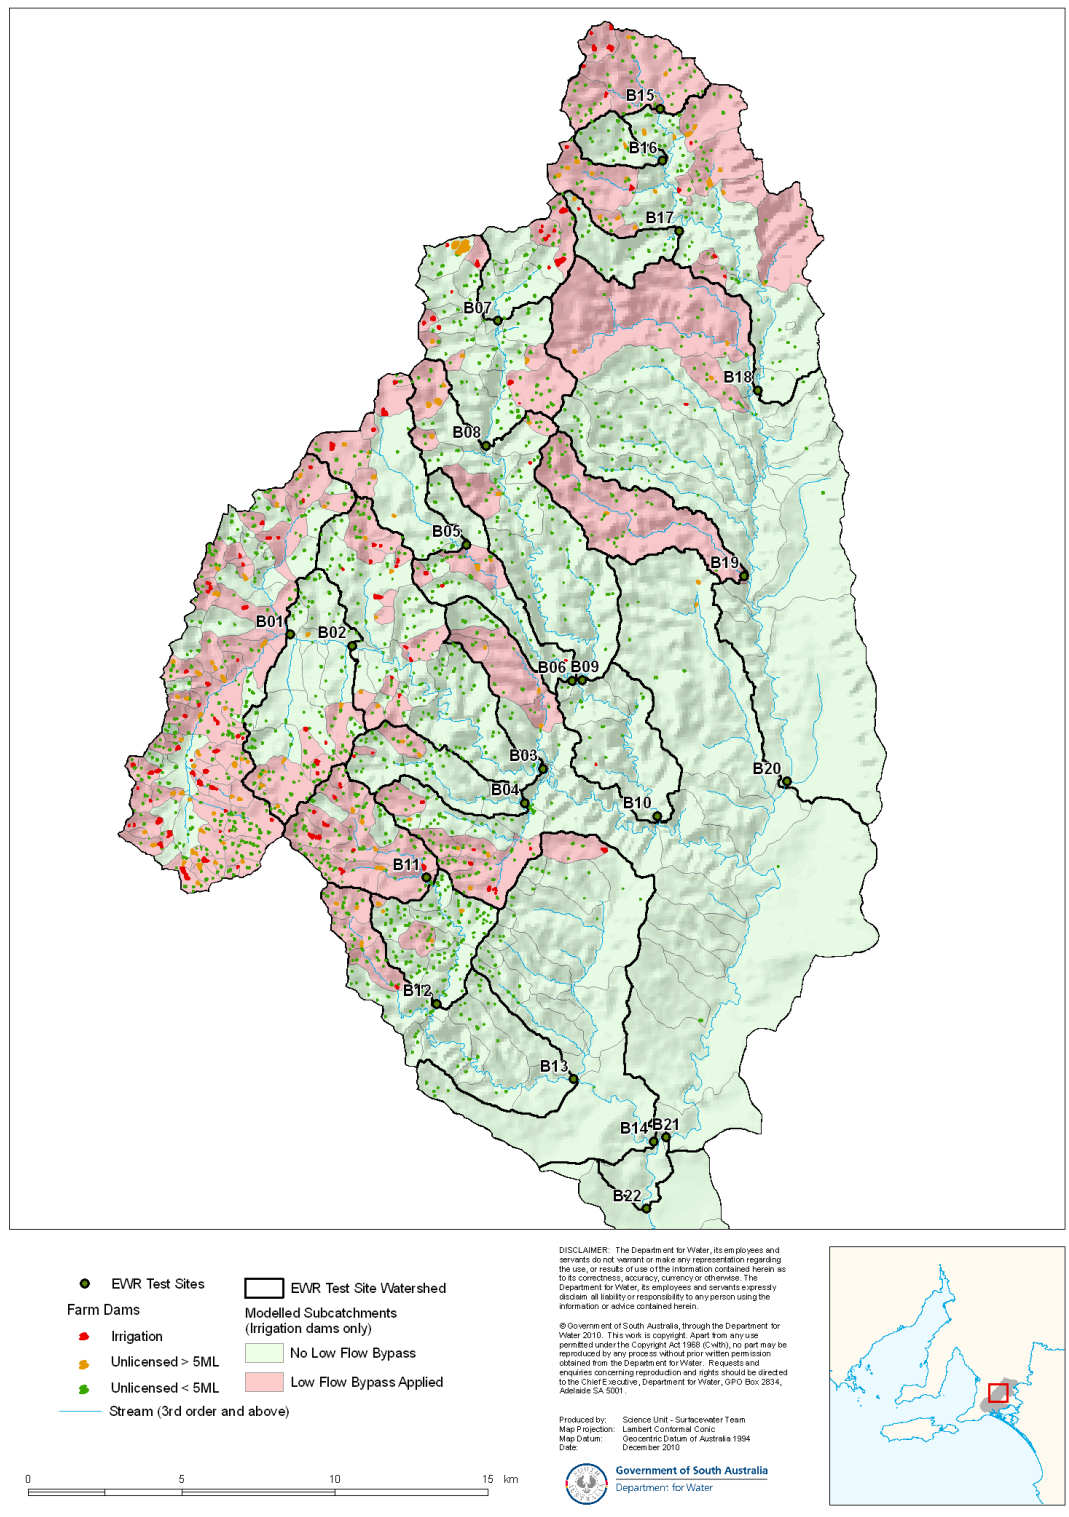 B15
B16
B17
B07
B18
B08
B05
B19
B01
B02
B06 B09
B03
B20
B04
B10
B11
B12
B13
B14 B21
B22
EWR Test Sites
Farm Dams
Irrigation
Unlicensed > 5ML
Unlicensed < 5ML
Stream (3rd order and above)
EWR Test Site Watershed
Modelled Subcatchments
(Irrigation dams only)
No Low Flow Bypass
Low Flow Bypass Applied
0 5 10 15 km
DISCLAIMER: The Department for Water, its employees and
servants do not warrant or make any representation regarding
the use, or results of use of the information contained herein as
to its correctness, accuracy, currency or otherwise. The
Department for Water, its employees and servants expressly
disclaim all liability or responsibility to any person using the
information or advice contained herein.
© Government of South Australia, through the Department for
Water 2010. This work is copyright. Apart from any use
permitted under the Copyright Act 1968 (Cwlth), no part may be
reproduced by any process without prior written permission
obtained from the Department for Water. Requests and
enquiries concerning reproduction and rights should be directed
to the Chief Executive, Department for Water, GPO Box 2834,
Adelaide SA 5001.
Produced by: Science Unit - Surfacewater Team
Map Projection: Lambert Conformal Conic
Map Datum: Geocentric Datum of Australia 1994
Date: December 2010
SOUTH AUSTRALIA
Government of South Australia
Department for Water